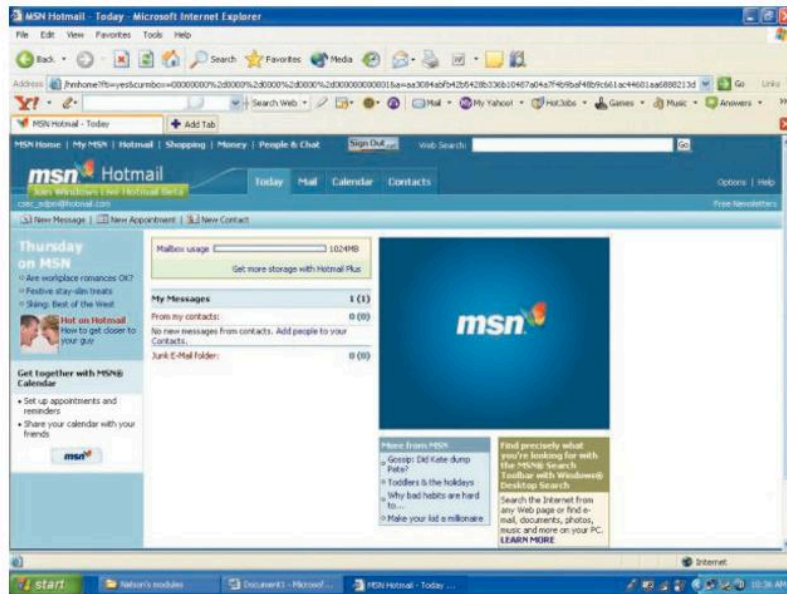 MSN Hotmail - Today - Microsoft Internet Explorer
File Edit View Favorites Tools Help
Back Search Favorites Media
Address
Go Links
Y! Search Web Mail My Yahoo! HotJobs Games Music Answers
MSN Hotmail - Today Add Tab
MSN Home | My MSN | Hotmail | Shopping | Money | People & Chat Sign Out Web Search: Go
msn Hotmail
Join Windows Live Hotmail Beta
Today Mail Calendar Contacts
Options | Help
Free Newsletters
New Message | New Appointment | New Contact
Thursday
on MSN
Are workplace romances OK?
Festive stay-slim treats
Skiing: Best of the West
Hot on Hotmail
How to get closer to
your guy
Get together with MSN®
Calendar
• Set up appointments and
reminders
• Share your calendar with your
friends
msn
Mailbox usage 1024MB
Get more storage with Hotmail Plus
My Messages 1 (1)
From my contacts: 0 (0)
No new messages from contacts. Add people to your
Contacts.
Junk E-Mail folder: 0 (0)
msn
More from MSN
Gossip: Did Kate dump
Pete?
Toddlers & the holidays
Why bad habits are hard
to...
Make your kid a millionaire
Find precisely what
you're looking for with
the MSN® Search
Toolbar with Windows®
Desktop Search
Search the Internet from
any Web page or find e-
mail, documents, photos,
music and more on your PC.
LEARN MORE
Internet
start Nelson's modules Document1 - Microsof... MSN Hotmail - Today ... 10:36 AM